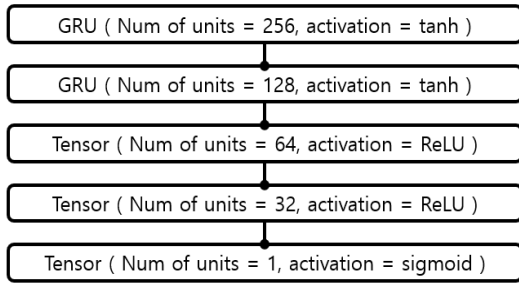 GRU ( Num of units = 256, activation = tanh )
GRU ( Num of units = 128, activation = tanh )
Tensor ( Num of units = 64, activation = ReLU )
Tensor ( Num of units = 32, activation = ReLU )
Tensor ( Num of units = 1, activation = sigmoid )